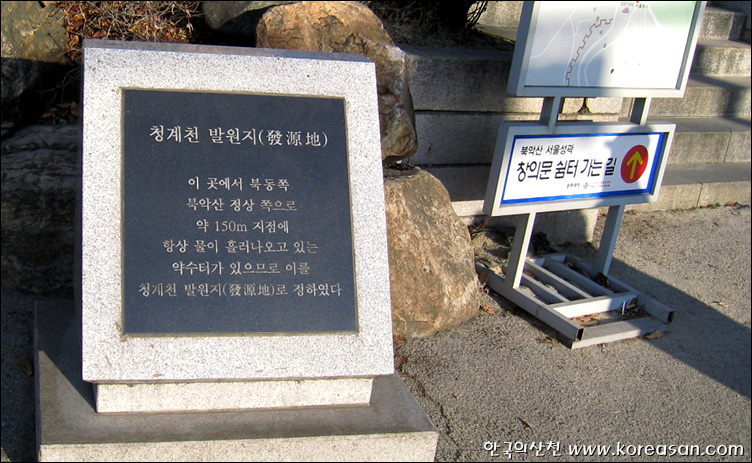 청계천 발원지(發源地)
이 곳에서 북동쪽
북악산 정상 쪽으로
약 150m 지점에
항상 물이 흘러나오고 있는
약수터가 있으므로 이를
청계천 발원지(發源地)로 정하였다
북악산 서울성곽
창의문 쉼터 가는 길
한국의산천 www.koreasan.com